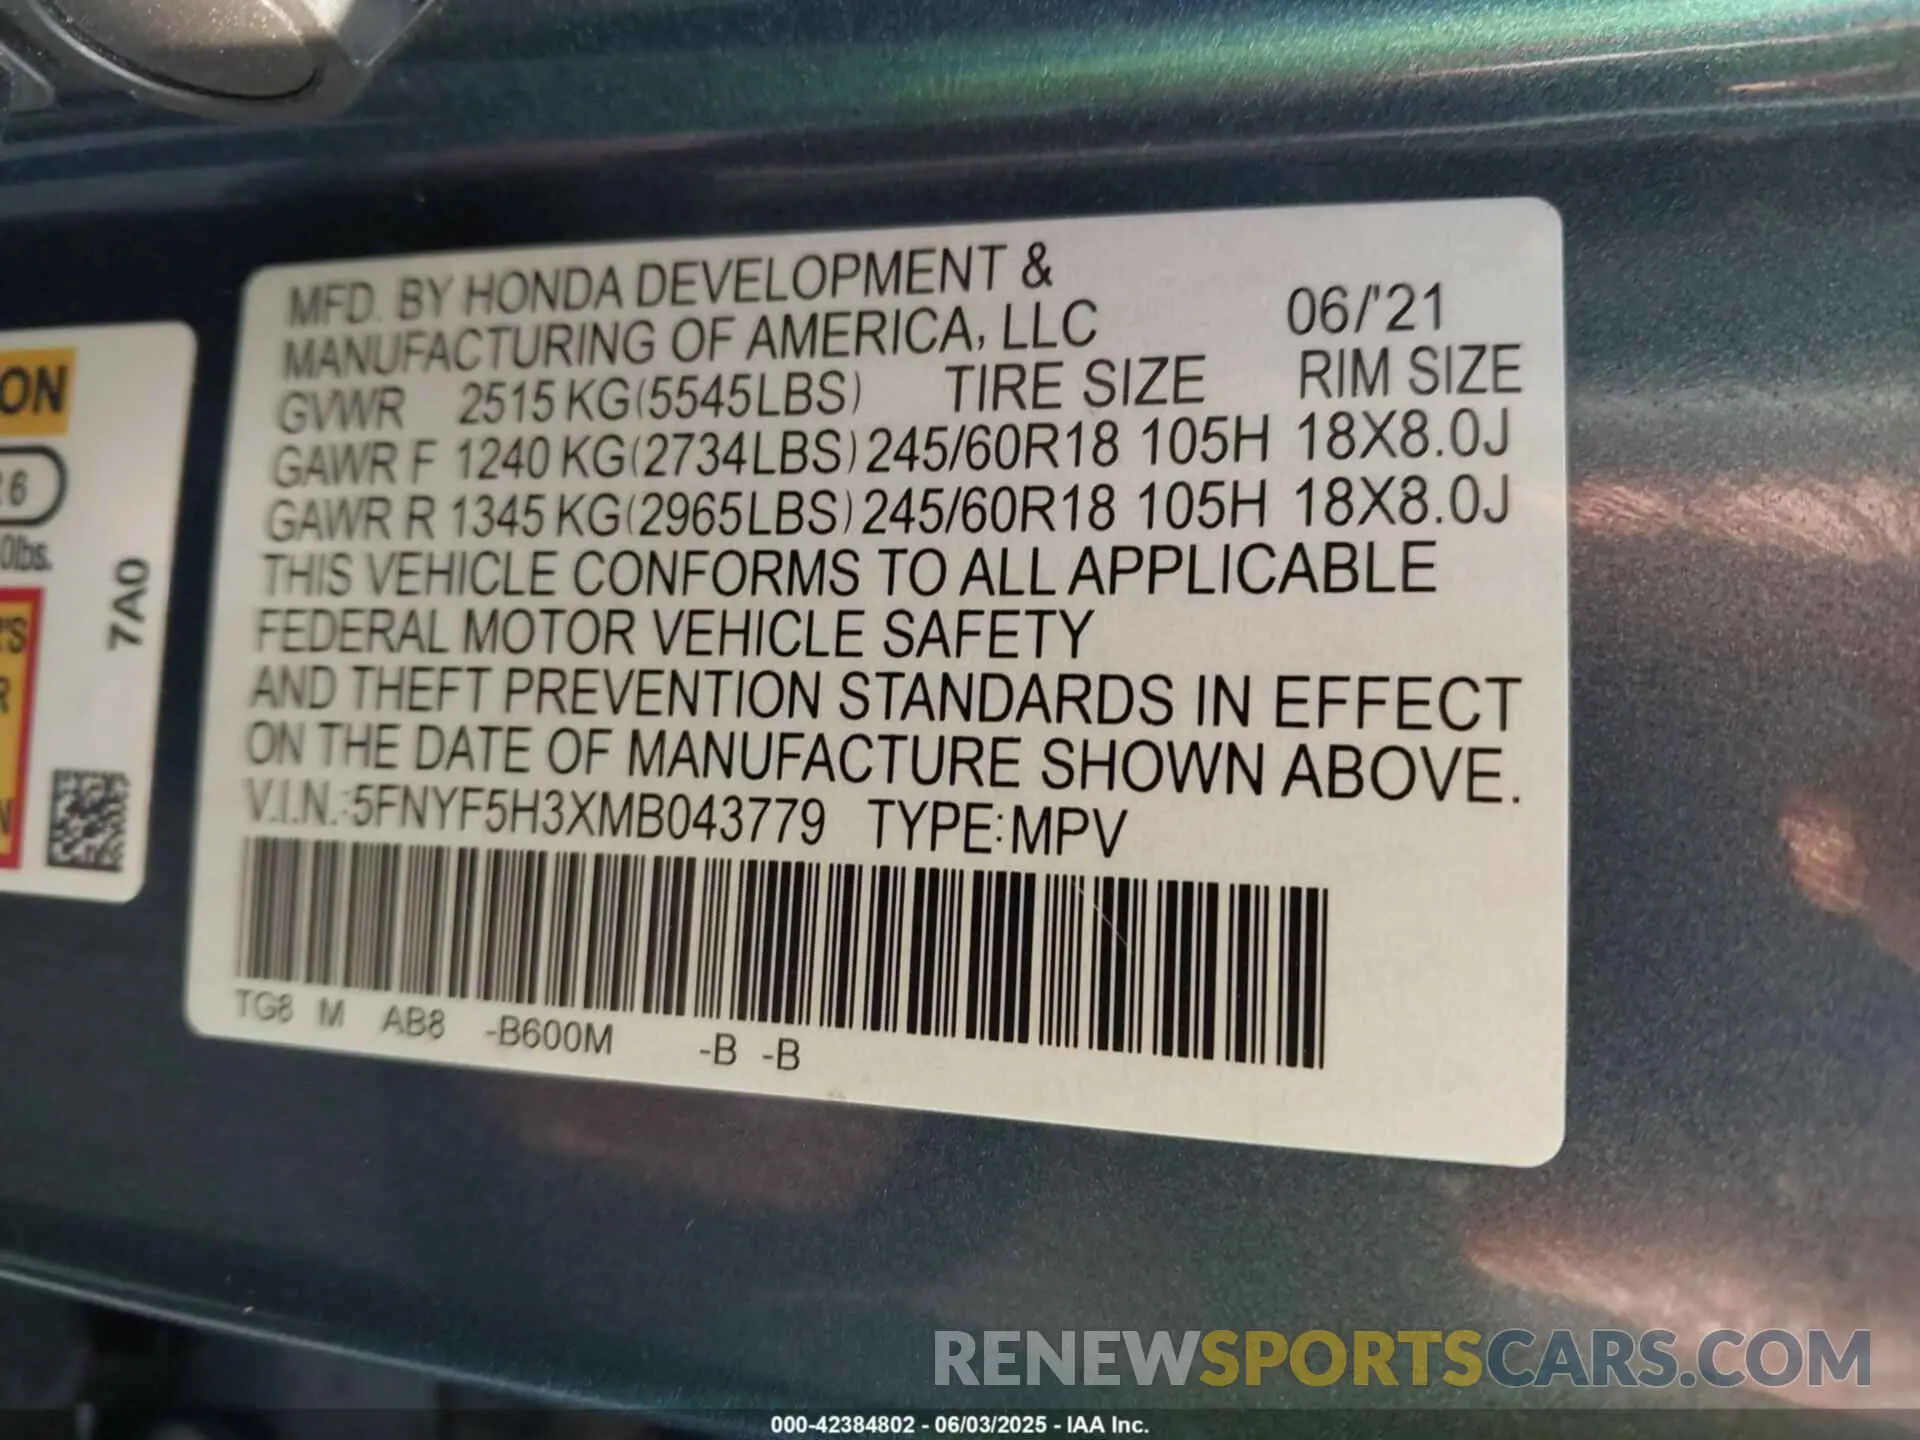 MFD. BY HONDA DEVELOPMENT &
MANUFACTURING OF AMERICA, LLC 06/'21
GVWR 2515 KG(5545LBS) TIRE SIZE RIM SIZE
GAWR F 1240 KG(2734LBS) 245/60R18 105H 18X8.0J
GAWR R 1345 KG(2965LBS) 245/60R18 105H 18X8.0J
THIS VEHICLE CONFORMS TO ALL APPLICABLE
FEDERAL MOTOR VEHICLE SAFETY
AND THEFT PREVENTION STANDARDS IN EFFECT
ON THE DATE OF MANUFACTURE SHOWN ABOVE.
V.I.N.:5FNYF5H3XMB043779 TYPE:MPV
TG8 M AB8 -B600M -B -B
ON
6
0lbs.
7A0
'S
R
N
RENEWSPORTSCARS.COM
000-42384802 - 06/03/2025 - IAA Inc.